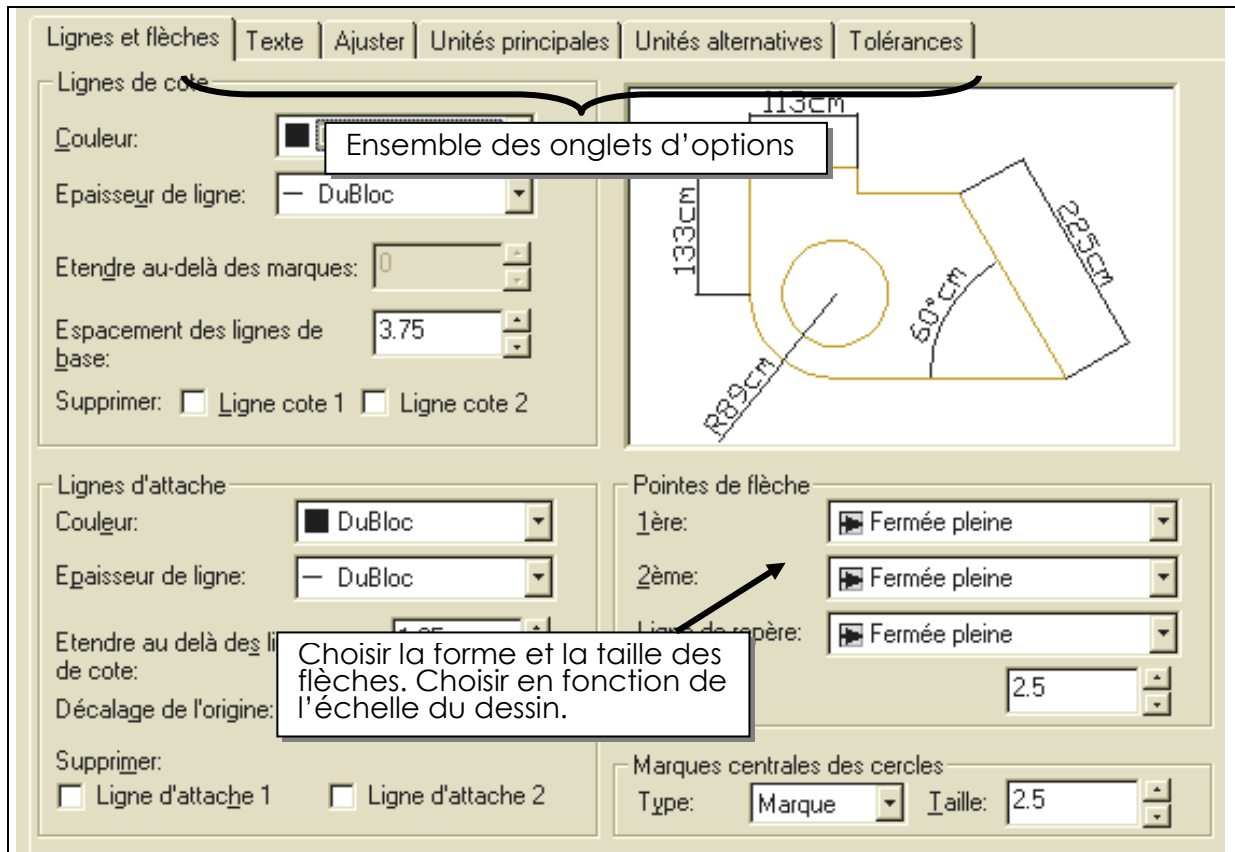 Lignes et flèches Texte Ajuster Unités principales Unités alternatives Tolérances
Lignes de cote
Couleur:
Ensemble des onglets d’options
Epaisseur de ligne: DuBloc
Etendre au-delà des marques: 0
Espacement des lignes de
base:
3.75
Supprimer: Ligne cote 1 Ligne cote 2
113cm
133cm
225cm
60°cm
R89cm
Lignes d'attache
Couleur: DuBloc
Epaisseur de ligne: DuBloc
Etendre au delà des
de cote:
Décalage de l'origine:
Supprimer:
Ligne d'attache 1 Ligne d'attache 2
Choisir la forme et la taille des
flèches. Choisir en fonction de
l’échelle du dessin.
Pointes de flèche
1ère: Fermée pleine
2ème: Fermée pleine
Ligne de repère: Fermée pleine
2.5
Marques centrales des cercles
Type: Marque Taille: 2.5